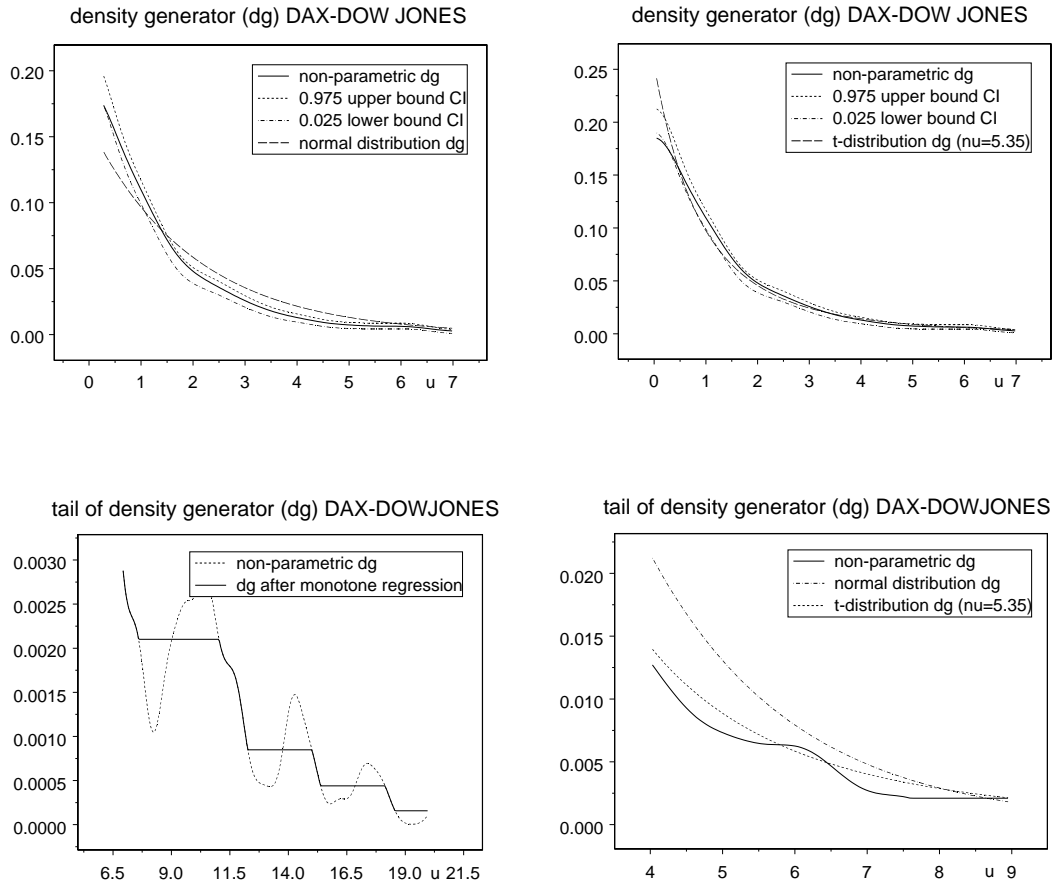 density generator (dg) DAX-DOW JONES
0.20
0.15
0.10
0.05
0.00
non-parametric dg
0.975 upper bound CI
0.025 lower bound CI
normal distribution dg
0 1 2 3 4 5 6 u 7
density generator (dg) DAX-DOW JONES
0.25
0.20
0.15
0.10
0.05
0.00
non-parametric dg
0.975 upper bound CI
0.025 lower bound CI
t-distribution dg (nu=5.35)
0 1 2 3 4 5 6 u 7
tail of density generator (dg) DAX-DOWJONES
0.0030
0.0025
0.0020
0.0015
0.0010
0.0005
0.0000
non-parametric dg
dg after monotone regression
6.5 9.0 11.5 14.0 16.5 19.0 u 21.5
tail of density generator (dg) DAX-DOWJONES
0.020
0.015
0.010
0.005
0.000
non-parametric dg
normal distribution dg
t-distribution dg (nu=5.35)
4 5 6 7 8 u 9